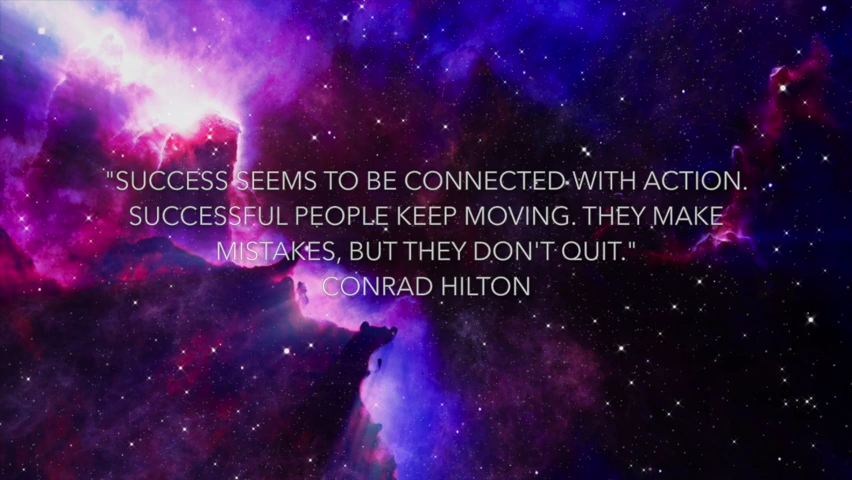 "SUCCESS SEEMS TO BE CONNECTED WITH ACTION.
SUCCESSFUL PEOPLE KEEP MOVING. THEY MAKE
MISTAKES, BUT THEY DON'T QUIT."
CONRAD HILTON